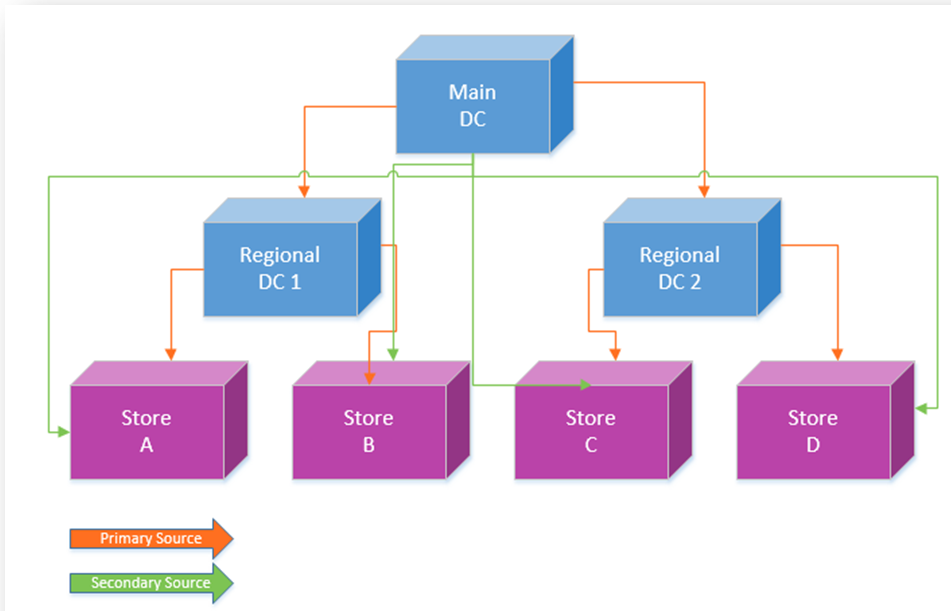 Main
DC
Regional
DC 1
Regional
DC 2
Store
A
Store
B
Store
C
Store
D
Primary Source
Secondary Source